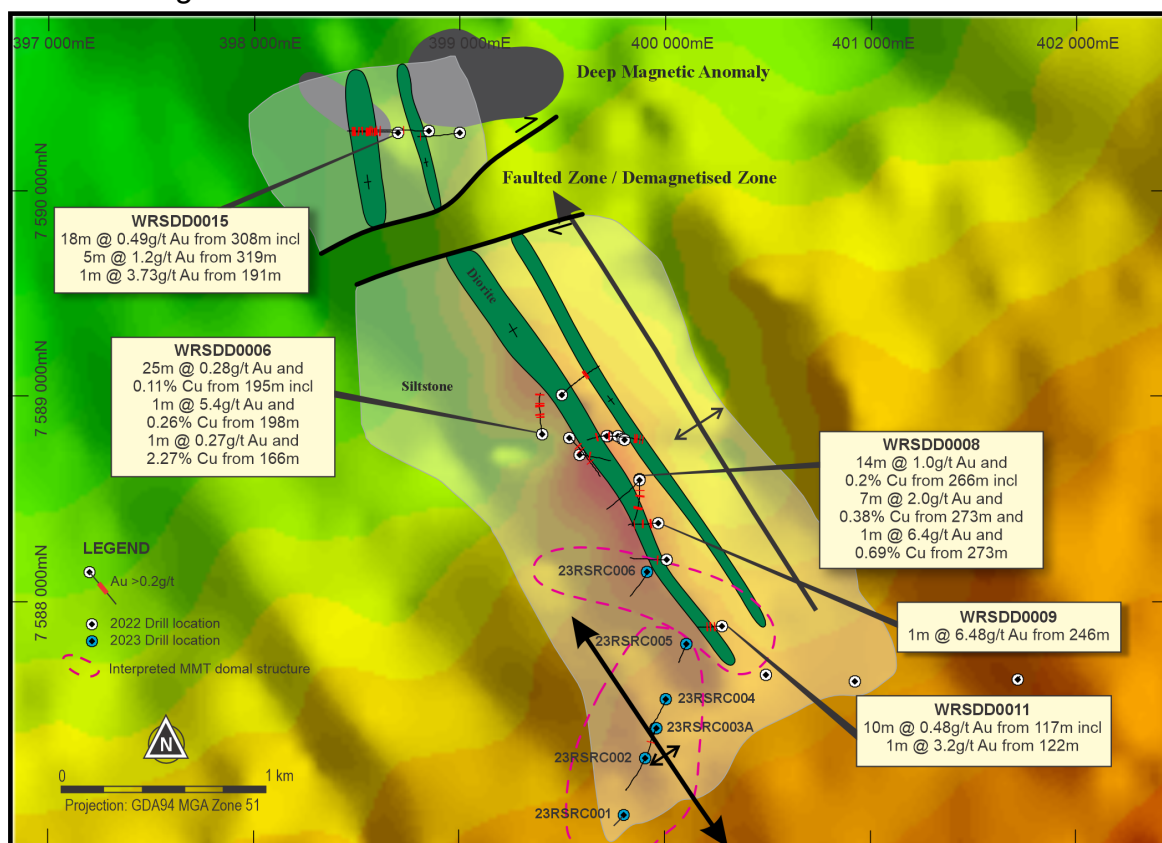 397 000mE
398 000mE
399 000mE
400 000mE
401 000mE
402 000mE
Deep Magnetic Anomaly
7 590 000mN
Faulted Zone / Demagnetised Zone
WRSDD0015
18m @ 0.49g/t Au from 308m incl
5m @ 1.2g/t Au from 319m
1m @ 3.73g/t Au from 191m
Diorite
WRSDD0006
25m @ 0.28g/t Au and
0.11% Cu from 195m incl
1m @ 5.4g/t Au and
0.26% Cu from 198m
1m @ 0.27g/t Au and
2.27% Cu from 166m
Siltstone
7 589 000mN
WRSDD0008
14m @ 1.0g/t Au and
0.2% Cu from 266m incl
7m @ 2.0g/t Au and
0.38% Cu from 273m and
1m @ 6.4g/t Au and
0.69% Cu from 273m
LEGEND
Au >0.2g/t
2022 Drill location
2023 Drill location
Interpreted MMT domal structure
7 588 000mN
23RSRC006
WRSDD0009
1m @ 6.48g/t Au from 246m
23RSRC005
23RSRC004
23RSRC003A
23RSRC002
23RSRC001
WRSDD0011
10m @ 0.48g/t Au from 117m incl
1m @ 3.2g/t Au from 122m
N
0
1 km
Projection: GDA94 MGA Zone 51